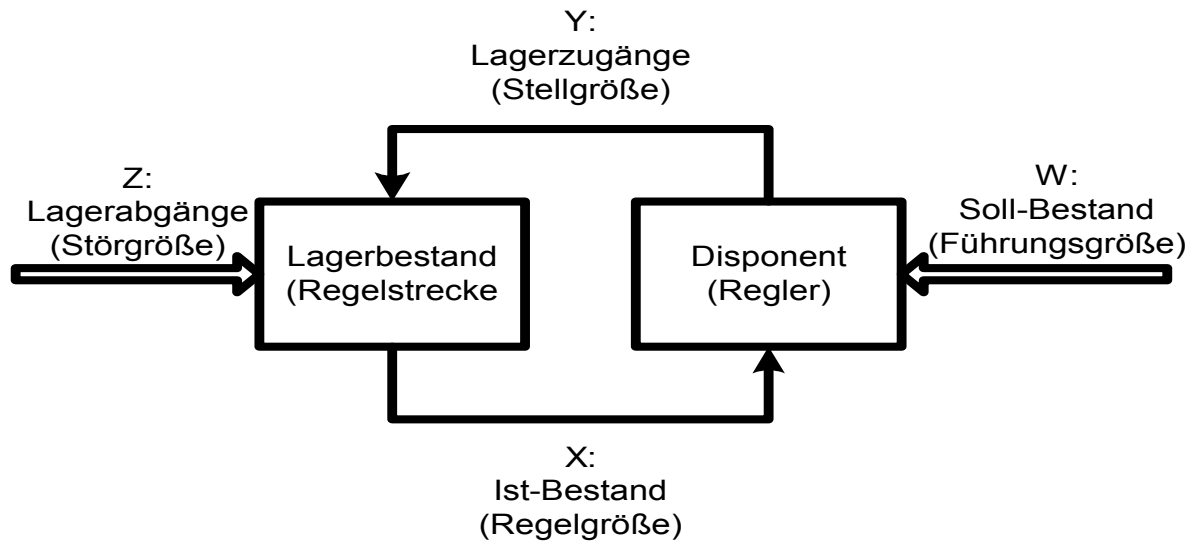 Y:
Lagerzugänge
(Stellgröße)
Z:
Lagerabgänge
(Störgröße)
W:
Soll-Bestand
(Führungsgröße)
Lagerbestand
(Regelstrecke
Disponent
(Regler)
X:
Ist-Bestand
(Regelgröße)